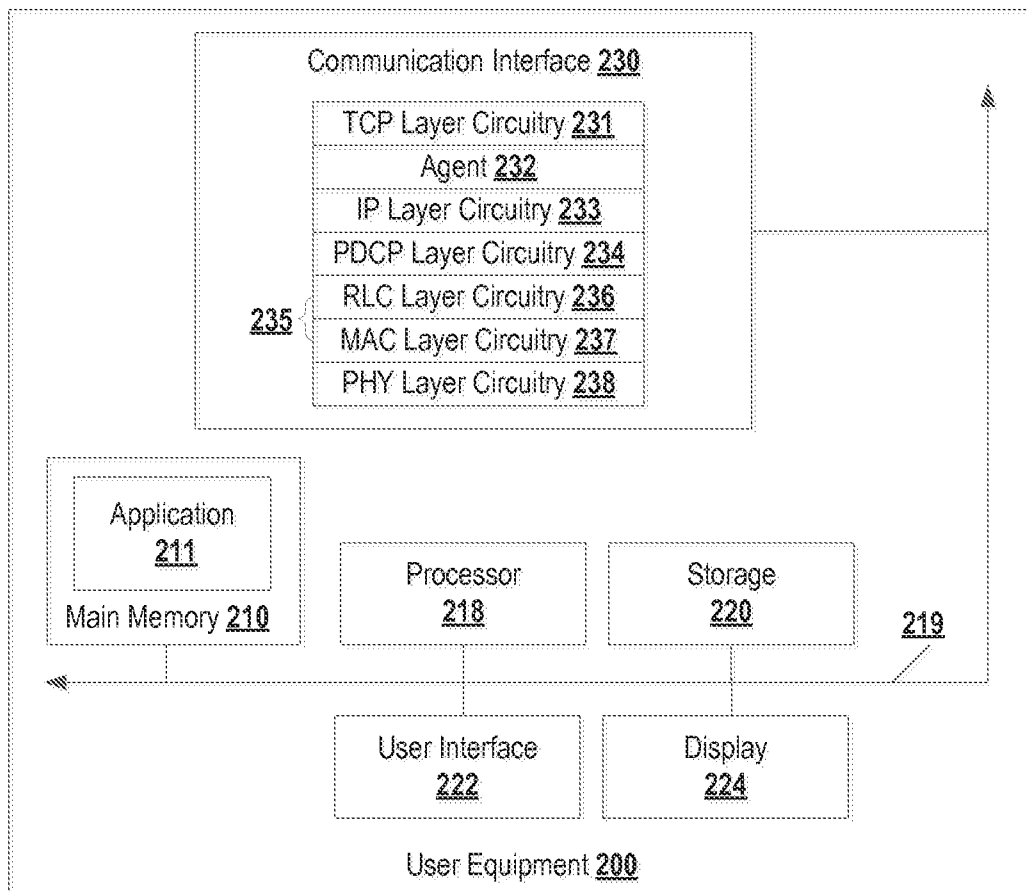 Communication Interface 230
TCP Layer Circuitry 231
Agent 232
IP Layer Circuitry 233
PDCP Layer Circuitry 234
RLC Layer Circuitry 236
235
MAC Layer Circuitry 237
PHY Layer Circuitry 238
Application
211
Main Memory 210
Processor
218
Storage
220
219
User Interface
222
Display
224
User Equipment 200